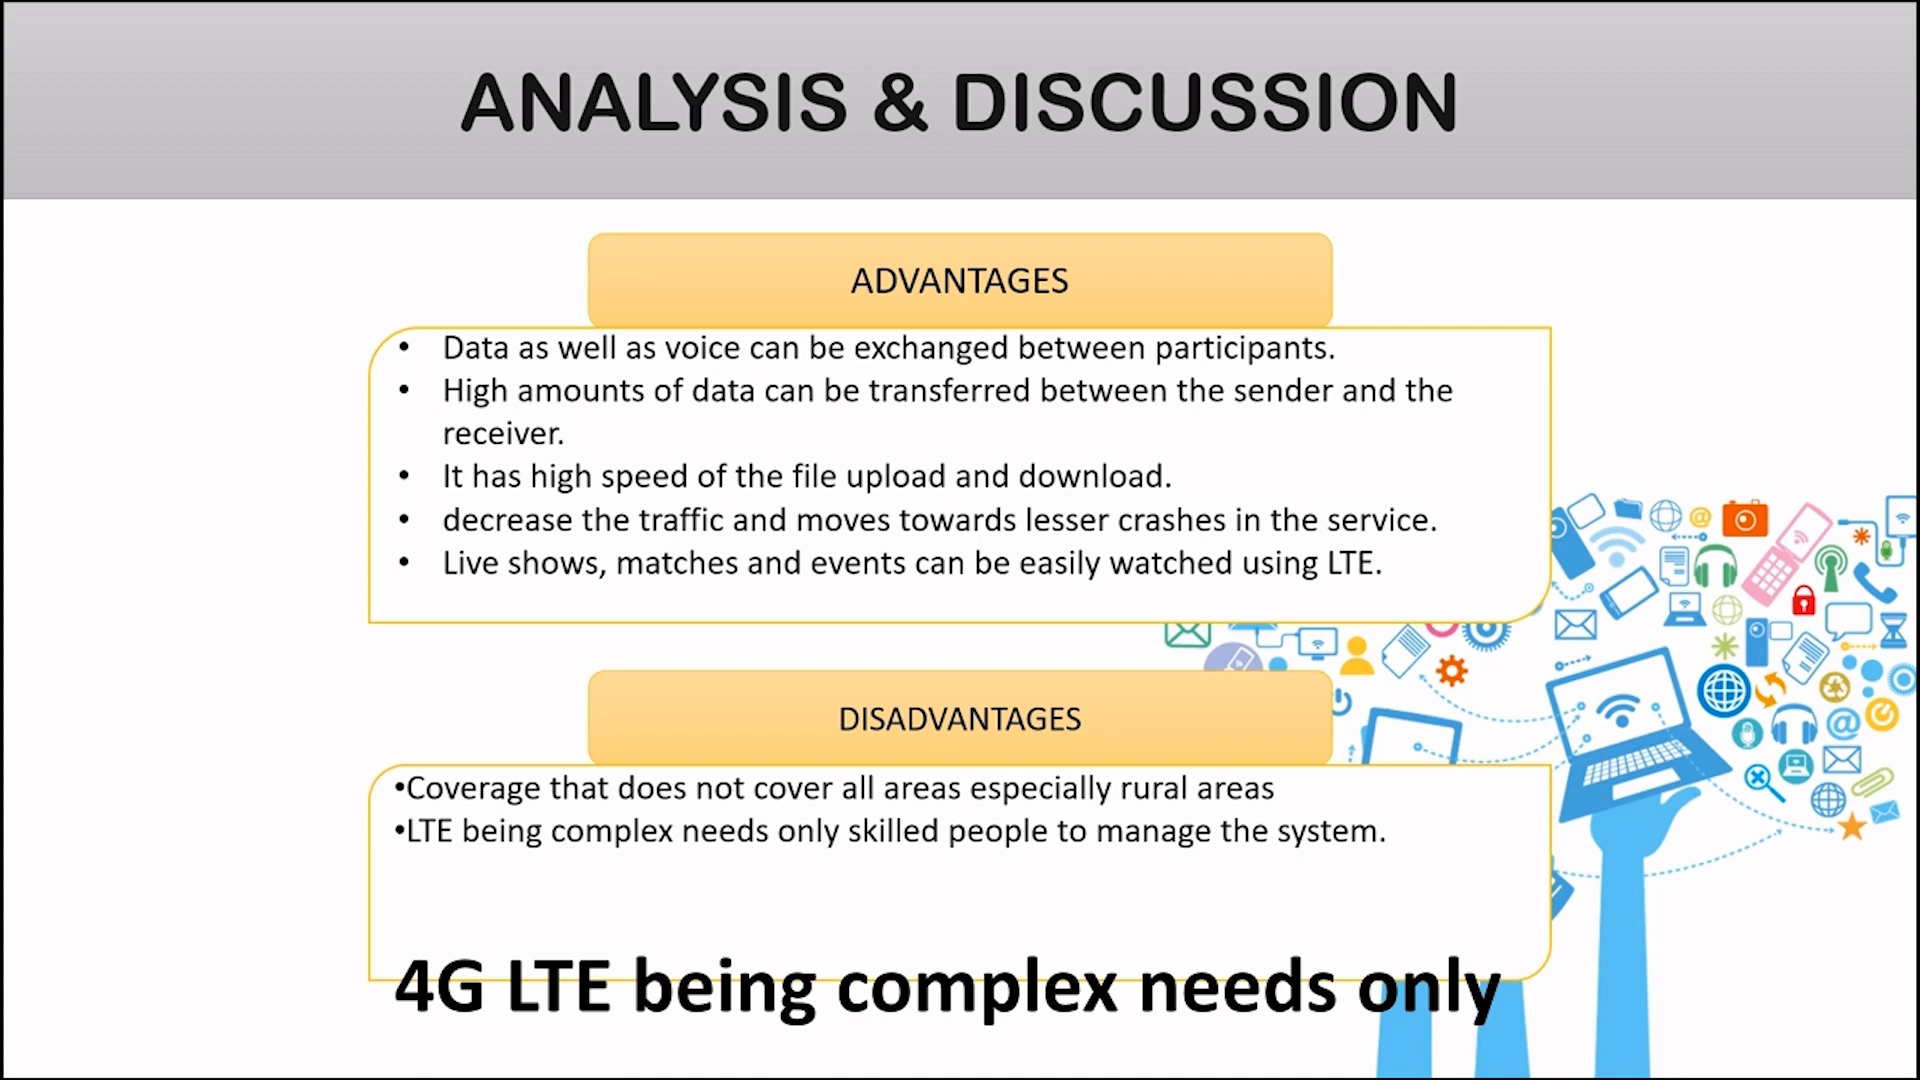 ANALYSIS & DISCUSSION
ADVANTAGES
• Data as well as voice can be exchanged between participants.
• High amounts of data can be transferred between the sender and the
receiver.
• It has high speed of the file upload and download.
• decrease the traffic and moves towards lesser crashes in the service.
• Live shows, matches and events can be easily watched using LTE.
DISADVANTAGES
•Coverage that does not cover all areas especially rural areas
•LTE being complex needs only skilled people to manage the system.
4G LTE being complex needs only